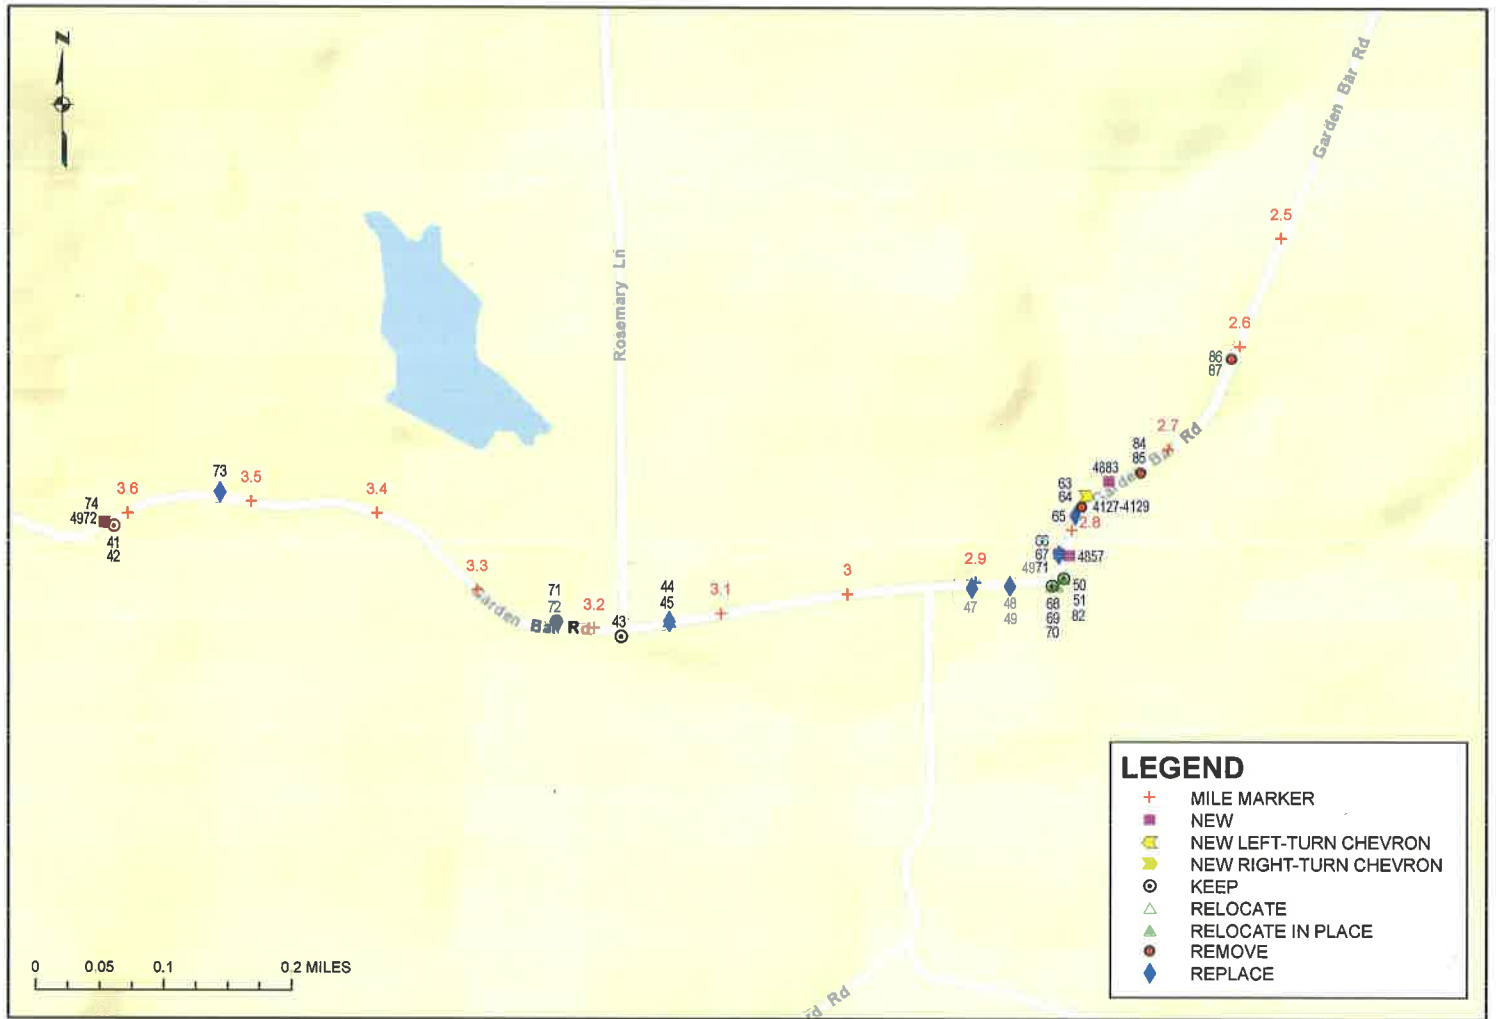 N
Garden Bar Rd
2.5
Rosemary Ln
2.6
86
87
2.7
84
85
Garden Bar Rd
4883
63
64
4127-4129
65
2.8
66
67
4857
4971
73
3.5
3.6
3.4
74
4972
41
42
3.3
71
72
3.2
Garden Bar Rd
43
44
45
3.1
3
2.9
47
48
49
50
51
82
68
69
70
LEGEND
MILE MARKER
NEW
NEW LEFT-TURN CHEVRON
NEW RIGHT-TURN CHEVRON
KEEP
RELOCATE
RELOCATE IN PLACE
REMOVE
REPLACE
0 0.05 0.1 0.2 MILES
rd Rd